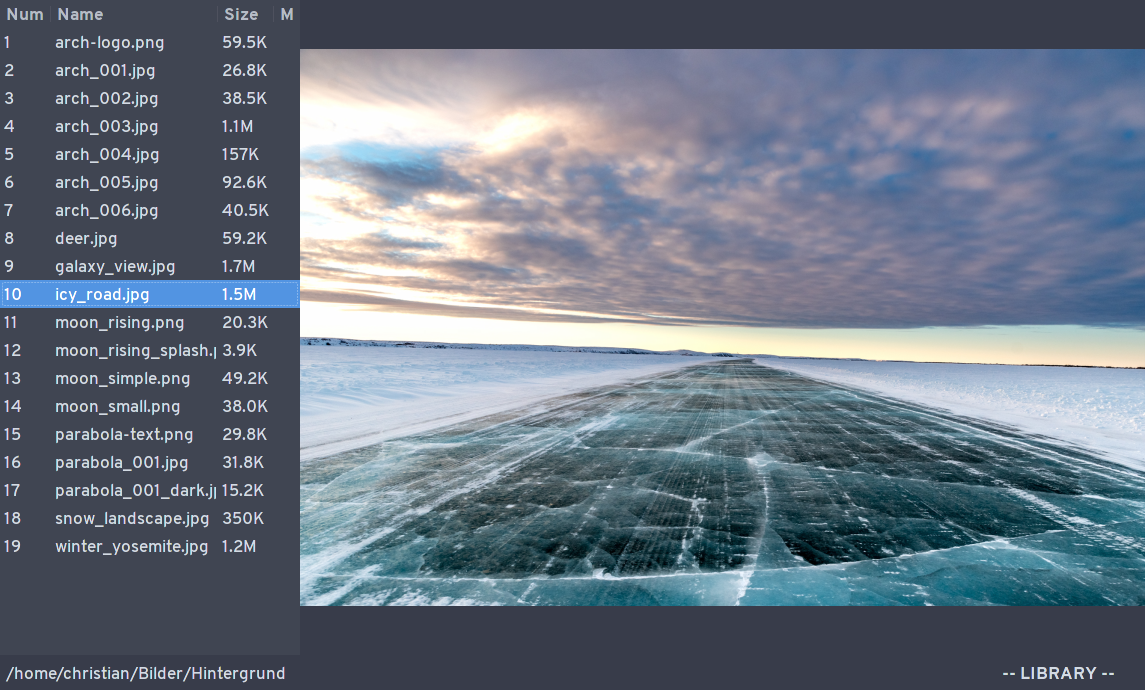 Num Name Size M
1 arch-logo.png 59.5K
2 arch_001.jpg 26.8K
3 arch_002.jpg 38.5K
4 arch_003.jpg 1.1M
5 arch_004.jpg 157K
6 arch_005.jpg 92.6K
7 arch_006.jpg 40.5K
8 deer.jpg 59.2K
9 galaxy_view.jpg 1.7M
10 icy_road.jpg 1.5M
11 moon_rising.png 20.3K
12 moon_rising_splash.p 3.9K
13 moon_simple.png 49.2K
14 moon_small.png 38.0K
15 parabola-text.png 29.8K
16 parabola_001.jpg 31.8K
17 parabola_001_dark.j 15.2K
18 snow_landscape.jpg 350K
19 winter_yosemite.jpg 1.2M
/home/christian/Bilder/Hintergrund
-- LIBRARY --